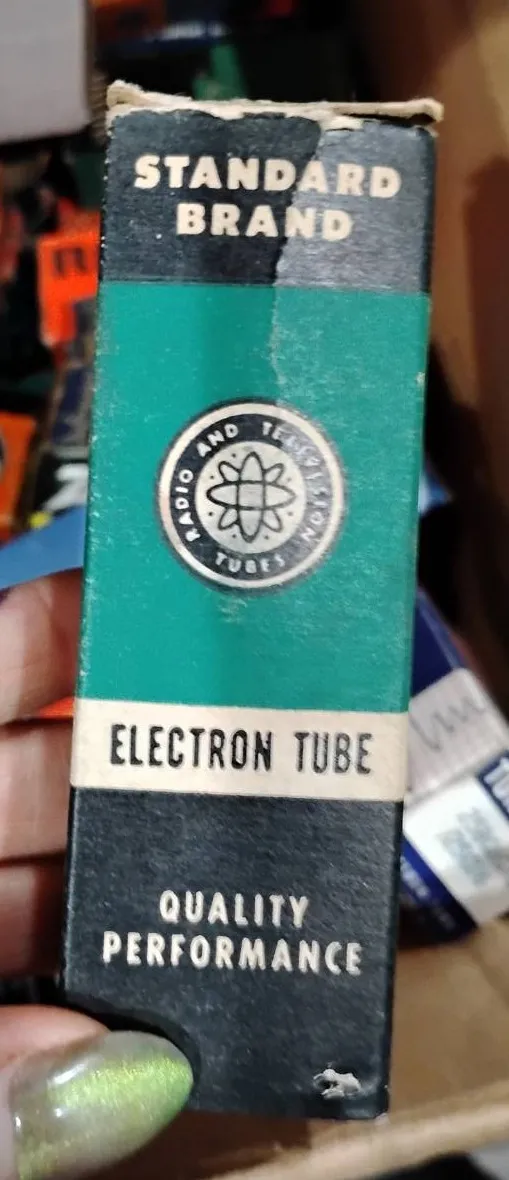 STANDARD
BRAND
RADIO AND TELEVISION
TUBES
ELECTRON TUBE
QUALITY
PERFORMANCE